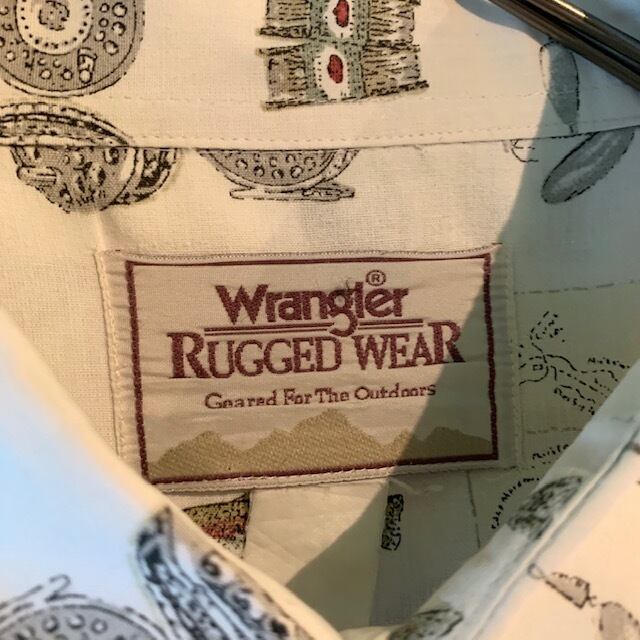 Wrangler®
RUGGED WEAR
Geared For The Outdoors